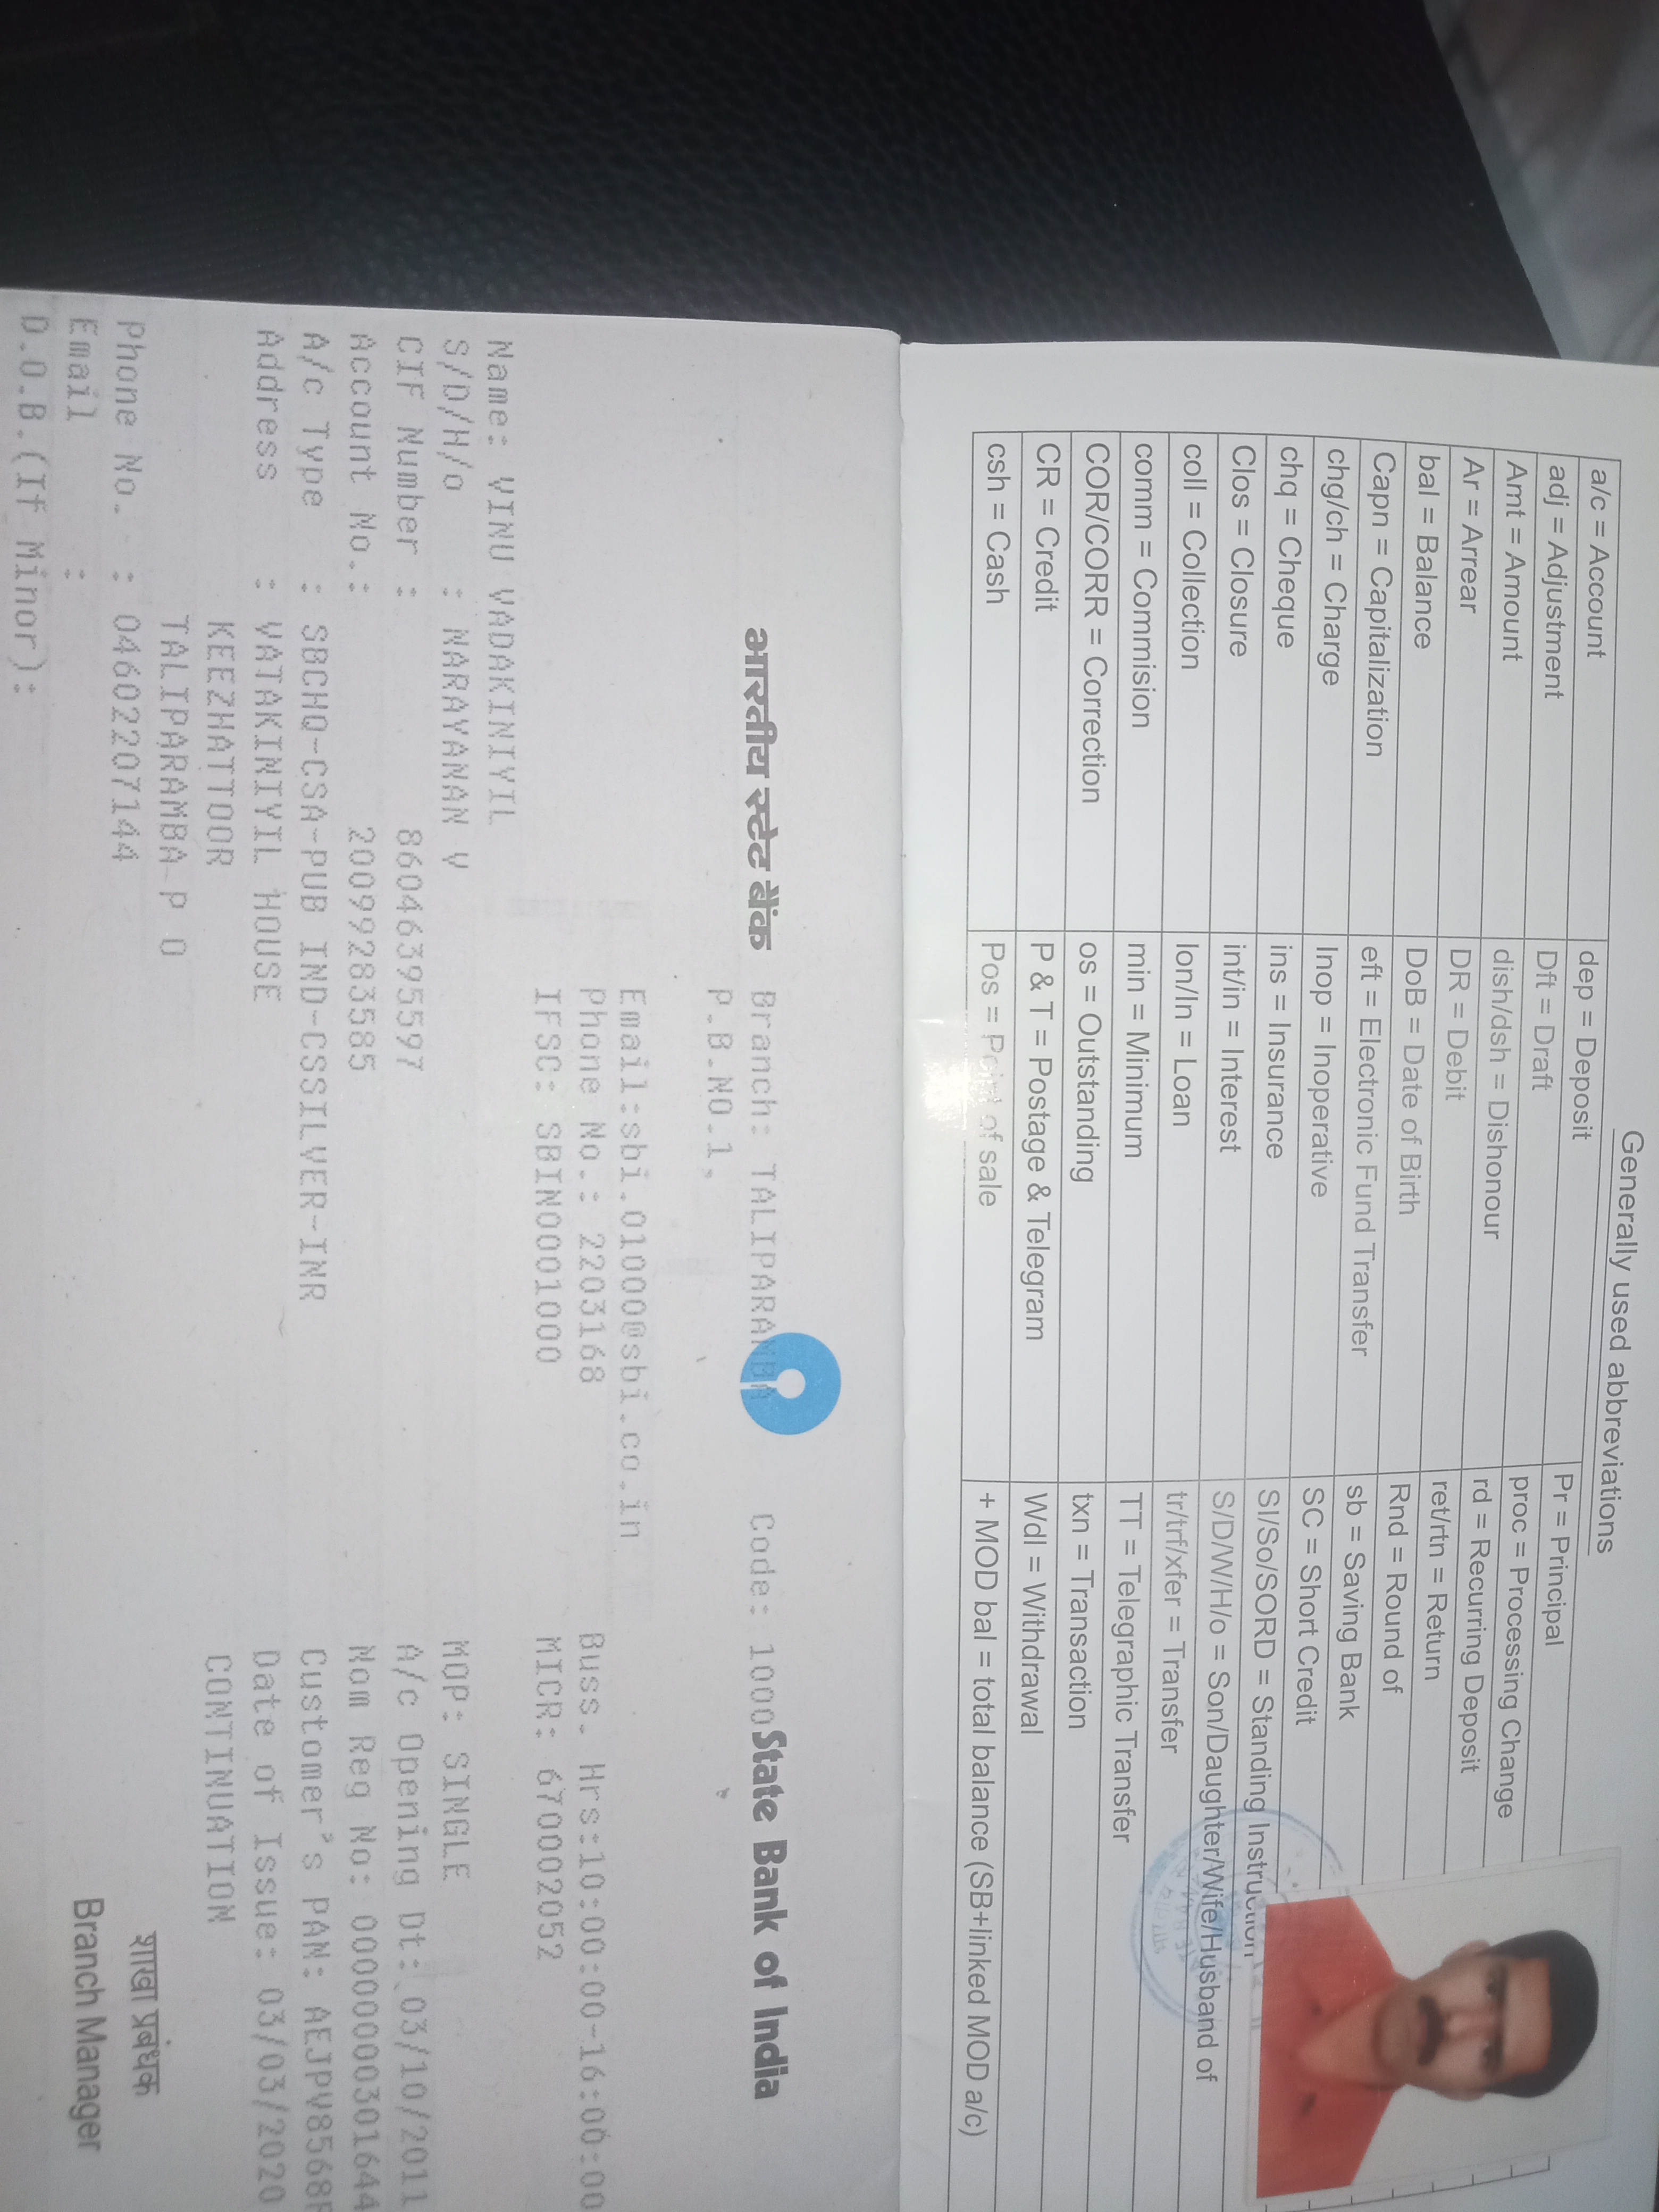 Generally used abbreviations
a/c = Account	dep = Deposit	Pr = Principal
adj = Adjustment	Dft = Draft	proc = Processing Change
Amt = Amount	dish/dsh = Dishonour	rd = Recurring Deposit
Ar = Arrear	DR = Debit	ret/rtn = Return
bal = Balance	DoB = Date of Birth	Rnd = Round of
Capn = Capitalization	eft = Electronic Fund Transfer	sb = Saving Bank
chg/ch = Charge	Inop = Inoperative	SC = Short Credit
chq = Cheque	ins = Insurance	SI/So/SORD = Standing Instruction
Clos = Closure	int/in = Interest	S/D/W/H/o = Son/Daughter/Wife/Husband of
coll = Collection	lon/ln = Loan	tr/trf/xfer = Transfer
comm = Commision	min = Minimum	TT = Telegraphic Transfer
COR/CORR = Correction	os = Outstanding	txn = Transaction
CR = Credit	P & T = Postage & Telegram	Wdl = Withdrawal
csh = Cash	Pos = Point of sale	+ MOD bal = total balance (SB+linked MOD a/c)
भारतीय स्टेट बैंक Branch: TALIPARAMBA Code: 1000 State Bank of India
P.B.NO.1,
Email:sbi.01000@sbi.co.in
Phone No.: 2203168 Buss. Hrs:10:00:00-16:00:00
IFSC: SBIN0001000 MICR: 670002052
Name: VINU VADAKINIYIL
S/D/H/o : NARAYANAN V MOP: SINGLE
CIF Number : 86046395597 A/c Opening Dt: 03/10/2011
Account No.: 20099283585 Nom Reg No:
A/c Type : SBCHQ-CSA-PUB IND-CSSILVER-INR Customer's PAN:
Address : VATAKINIYIL HOUSE Date of Issue: 03/03/2020
KEEZHATTOOR CONTINUATION
TALIPARAMBA P O
Phone No. : 04602207144
Email :
D.O.B.(If Minor):
शाखा प्रबंधक
Branch Manager